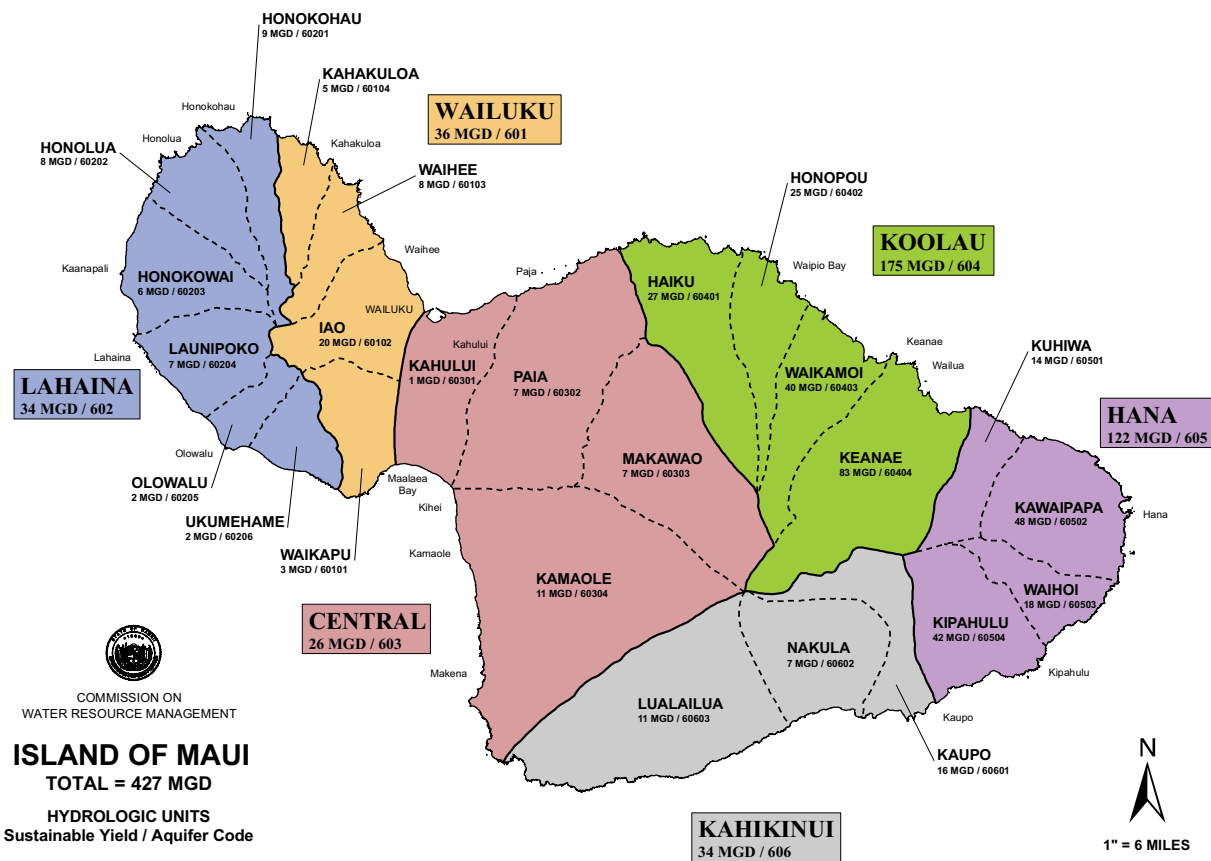 HONOKOHAU
9 MGD / 60201
KAHAKULOA
5 MGD / 60104
Honokohau
WAILUKU
36 MGD / 601
Honolua
Kahakuloa
HONOLUA
8 MGD / 60202
WAIHEE
8 MGD / 60103
HONOPOU
25 MGD / 60402
KOOLAU
175 MGD / 604
Waihee
Kaanapali
HONOKOWAI
6 MGD / 60203
Paja
Waipio Bay
HAIKU
27 MGD / 60401
WAILUKU
IAO
20 MGD / 60102
Kahului
Keanae
Wailua
KUHIWA
14 MGD / 60501
Lahaina
LAUNIPOKO
7 MGD / 60204
KAHULUI
1 MGD / 60301
PAIA
7 MGD / 60302
WAIKAMOI
40 MGD / 60403
LAHAINA
34 MGD / 602
HANA
122 MGD / 605
Olowalu
MAKAWAO
7 MGD / 60303
KEANAE
83 MGD / 60404
OLOWALU
2 MGD / 60205
Maalaea
Bay
Kihei
KAWAIPAPA
48 MGD / 60502
Hana
UKUMEHAME
2 MGD / 60206
WAIKAPU
3 MGD / 60101
Kamaole
KAMAOLE
11 MGD / 60304
WAIHOI
18 MGD / 60503
CENTRAL
26 MGD / 603
KIPAHULU
42 MGD / 60504
NAKULA
7 MGD / 60602
Makena
Kipahulu
LUALAILUA
11 MGD / 60603
Kaupo
KAUPO
16 MGD / 60601
COMMISSION ON
WATER RESOURCE MANAGEMENT
ISLAND OF MAUI
TOTAL = 427 MGD
HYDROLOGIC UNITS
Sustainable Yield / Aquifer Code
KAHIKINUI
34 MGD / 606
N
1" = 6 MILES